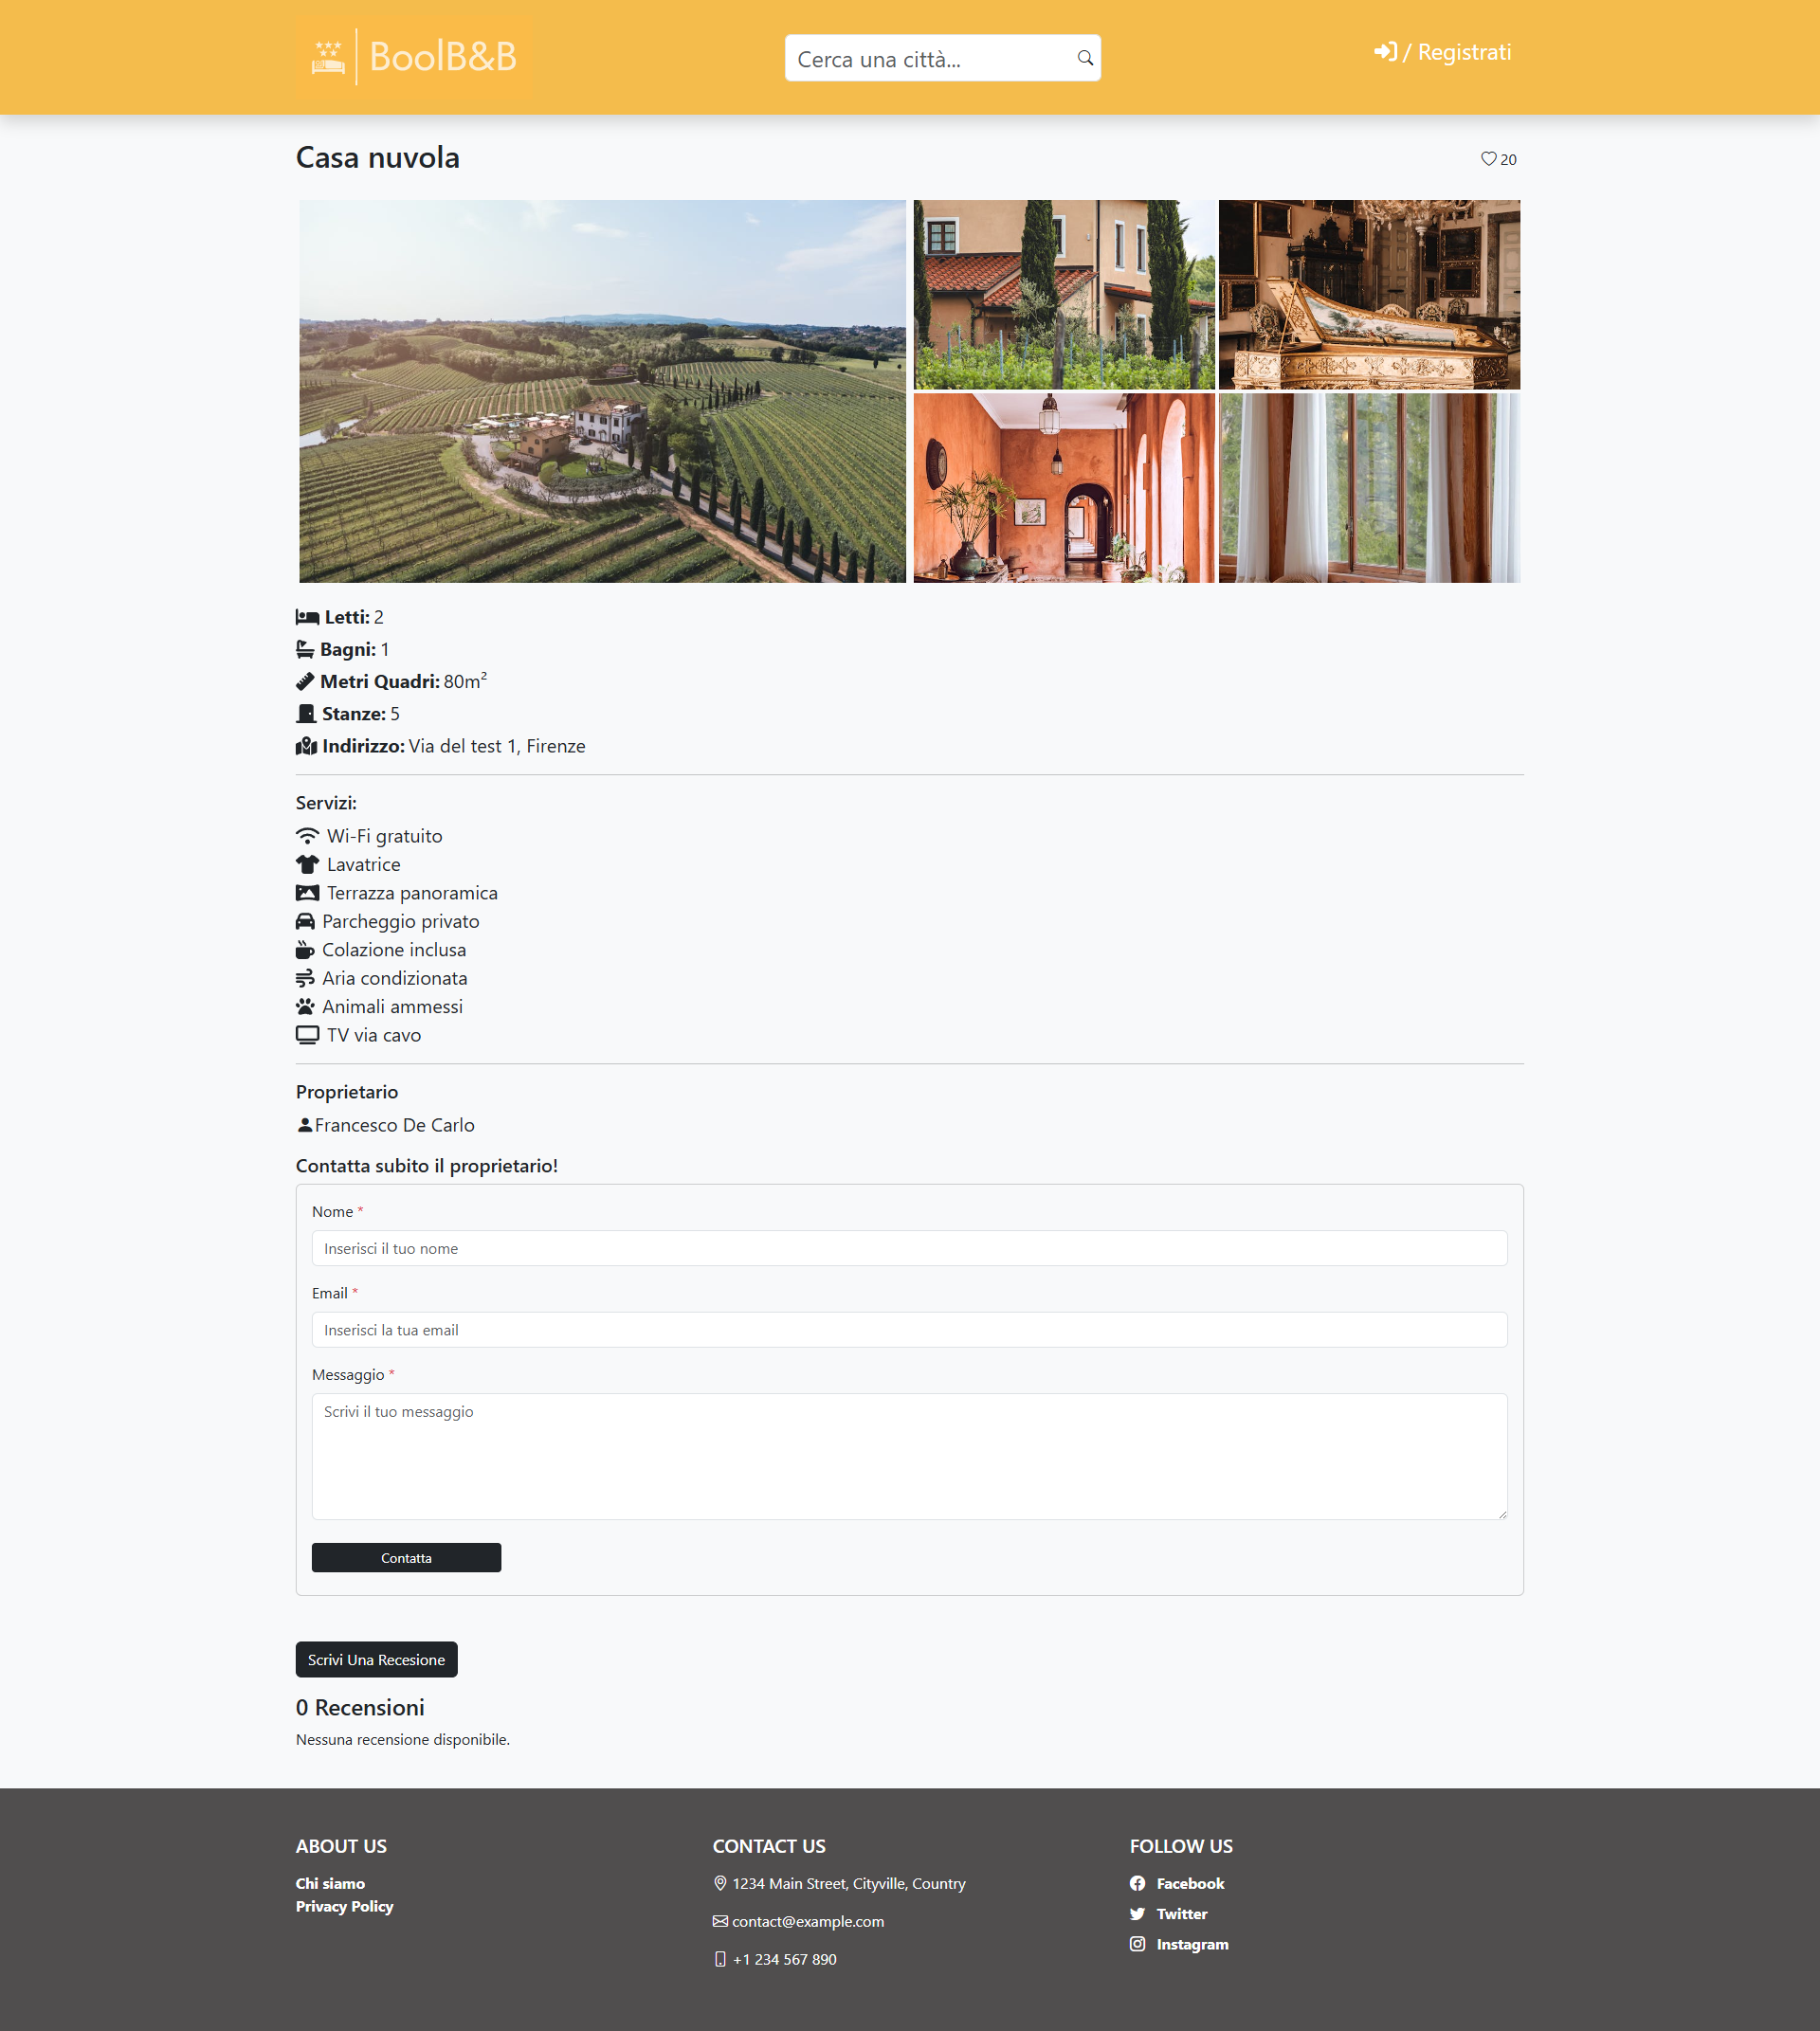 BoolB&B
Cerca una città...
/ Registrati
Casa nuvola
20
Letti: 2
Bagni: 1
Metri Quadri: 80m²
Stanze: 5
Indirizzo: Via del test 1, Firenze
Servizi:
Wi-Fi gratuito
Lavatrice
Terrazza panoramica
Parcheggio privato
Colazione inclusa
Aria condizionata
Animali ammessi
TV via cavo
Proprietario
Francesco De Carlo
Contatta subito il proprietario!
Nome *
Inserisci il tuo nome
Email *
Inserisci la tua email
Messaggio *
Scrivi il tuo messaggio
Contatta
Scrivi Una Recesione
0 Recensioni
Nessuna recensione disponibile.
ABOUT US
Chi siamo
Privacy Policy
CONTACT US
1234 Main Street, Cityville, Country
contact@example.com
+1 234 567 890
FOLLOW US
Facebook
Twitter
Instagram